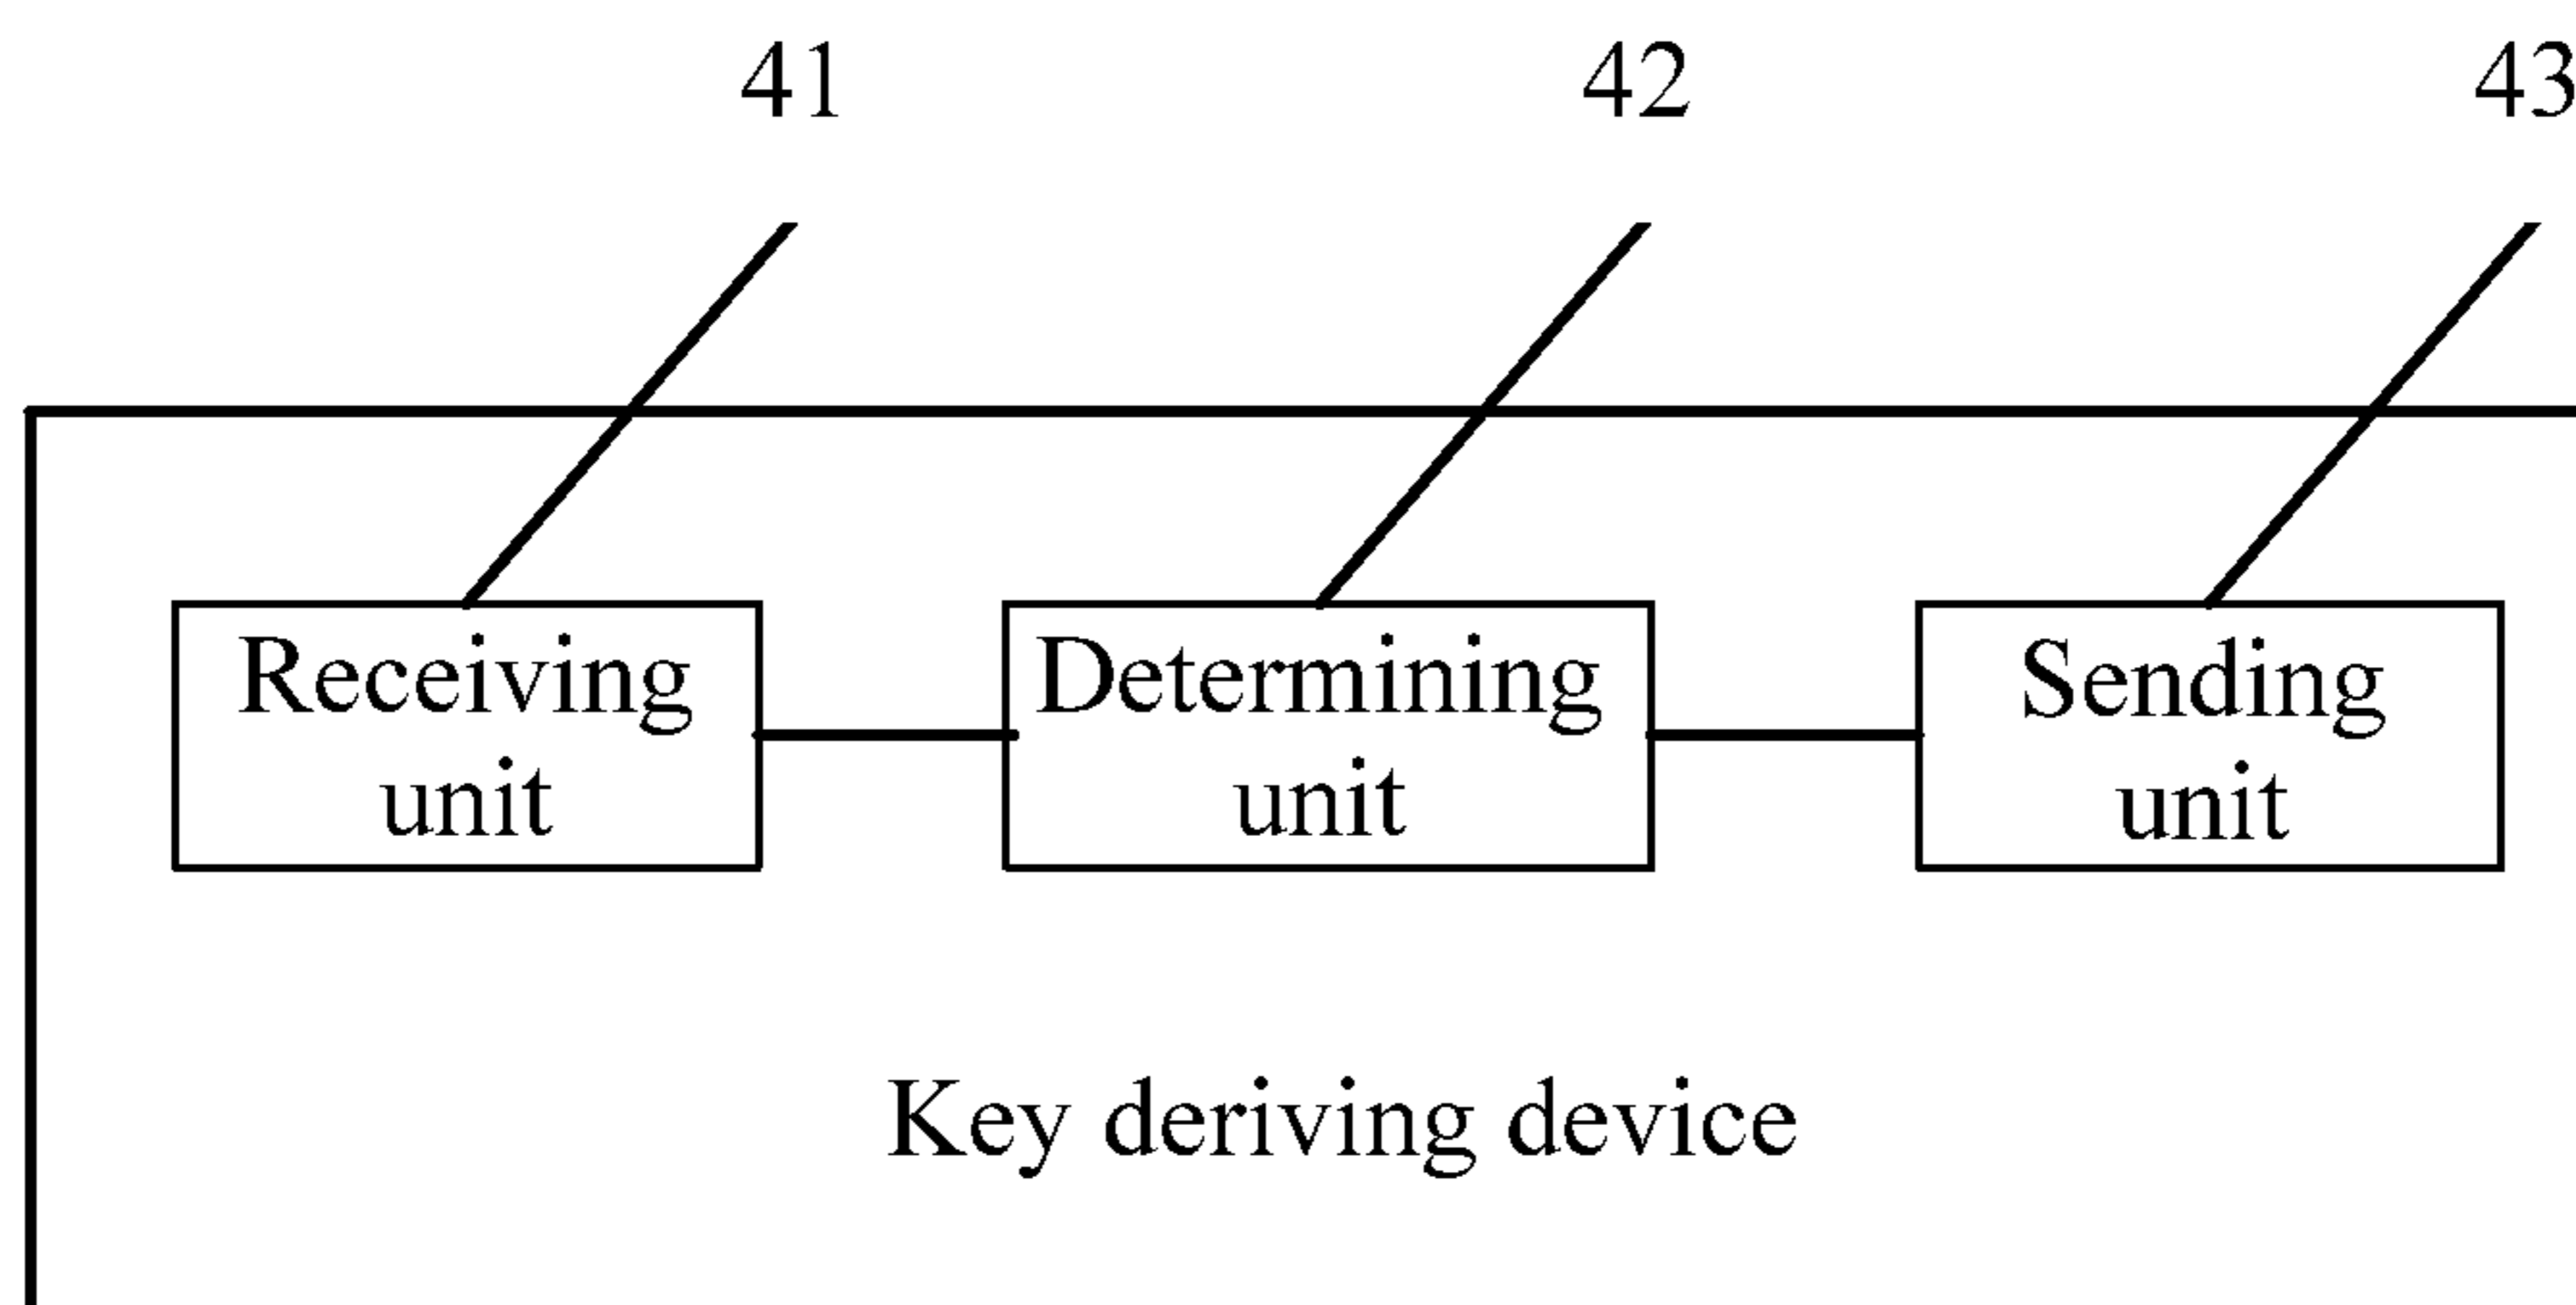 41
42
43
Receiving
unit
Determining
unit
Sending
unit
Key deriving device